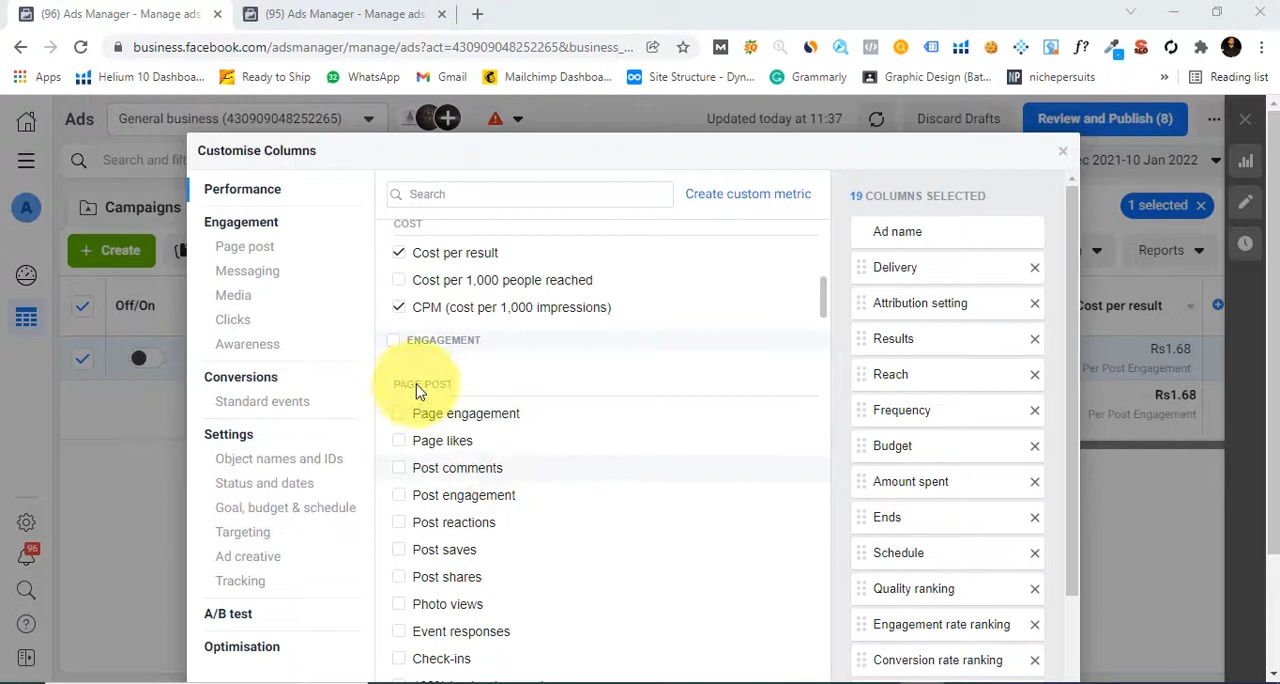 (96) Ads Manager - Manage ads
(95) Ads Manager - Manage ads
business.facebook.com/adsmanager/manage/ads?act=430909048252265&business_...
Apps
Helium 10 Dashboa...
Ready to Ship
32
WhatsApp
Gmail
Mailchimp Dashboa...
Site Structure - Dyn...
Grammarly
Graphic Design (Bat...
NP
nichepersuits
»
Reading list
Ads
General business (430909048252265)
Updated today at 11:37
Discard Drafts
Review and Publish (8)
Customise Columns
Search and filt
ec 2021-10 Jan 2022
Campaigns
1 selected
+ Create
Reports
Off/On
Cost per result
Rs1.68
Per Post Engagement
Rs1.68
Per Post Engagement
A
96
Performance
Engagement
Page post
Messaging
Media
Clicks
Awareness
Conversions
Standard events
Settings
Object names and IDs
Status and dates
Goal, budget & schedule
Targeting
Ad creative
Tracking
A/B test
Optimisation
Search
Create custom metric
COST
Cost per result
Cost per 1,000 people reached
CPM (cost per 1,000 impressions)
ENGAGEMENT
PAGE POST
Page engagement
Page likes
Post comments
Post engagement
Post reactions
Post saves
Post shares
Photo views
Event responses
Check-ins
19 COLUMNS SELECTED
Ad name
Delivery
Attribution setting
Results
Reach
Frequency
Budget
Amount spent
Ends
Schedule
Quality ranking
Engagement rate ranking
Conversion rate ranking